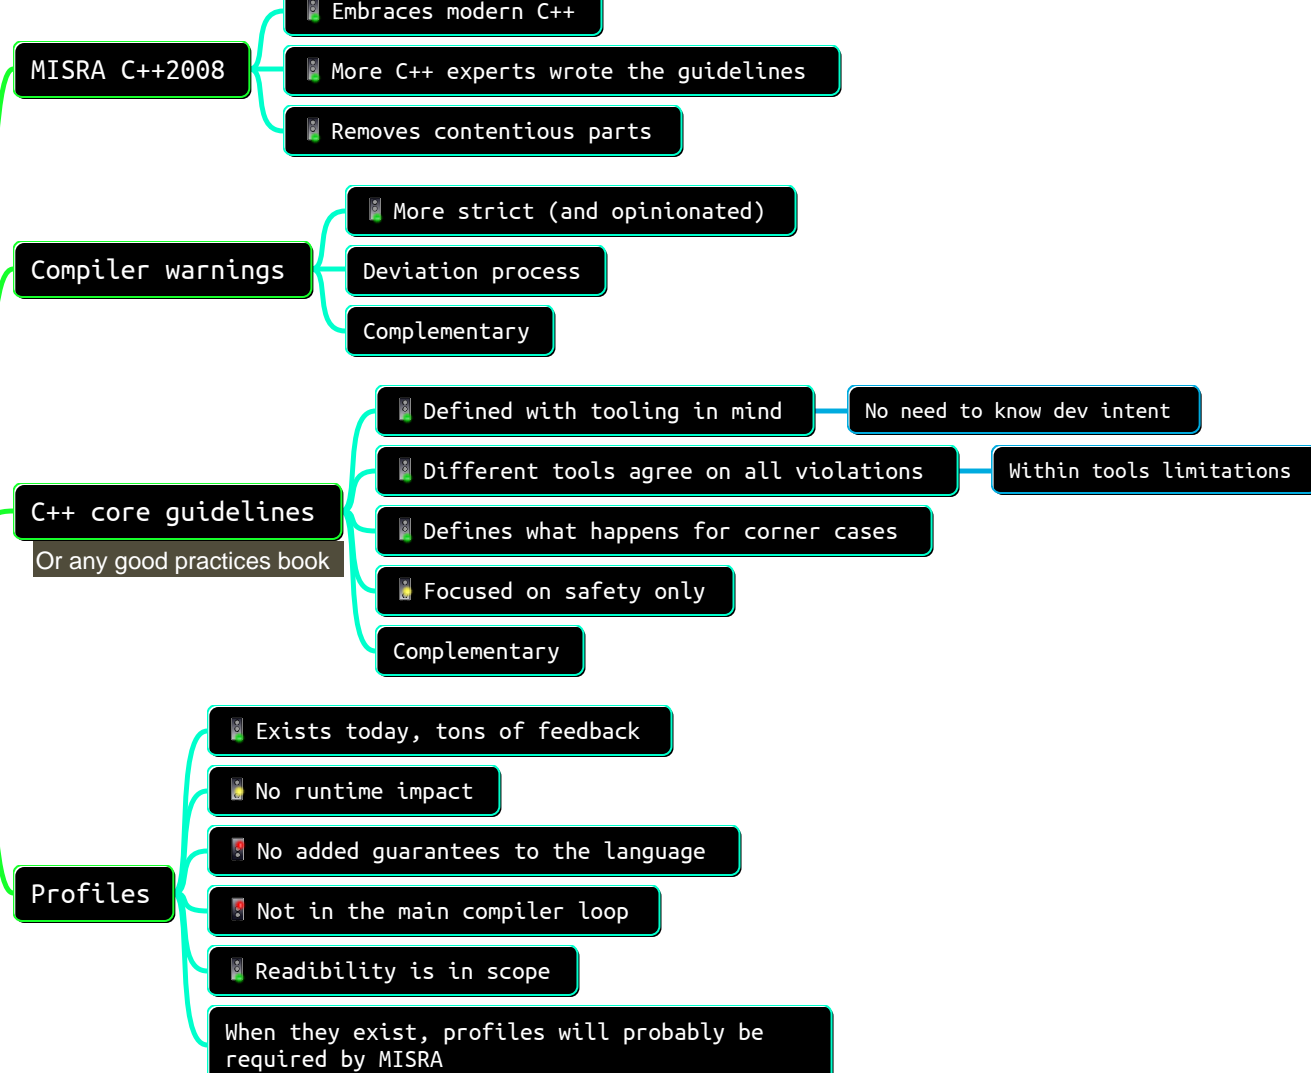 Embraces modern C++
MISRA C++2008
More C++ experts wrote the guidelines
Removes contentious parts
More strict (and opinionated)
Compiler warnings
Deviation process
Complementary
Defined with tooling in mind
No need to know dev intent
Different tools agree on all violations
Within tools limitations
C++ core guidelines
Or any good practices book
Defines what happens for corner cases
Focused on safety only
Complementary
Exists today, tons of feedback
No runtime impact
No added guarantees to the language
Profiles
Not in the main compiler loop
Readibility is in scope
When they exist, profiles will probably be
required by MISRA